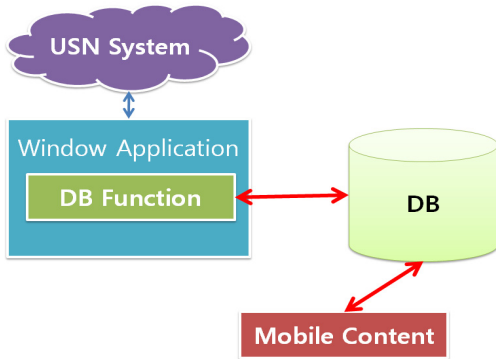 USN System
Window Application
DB Function
DB
Mobile Content